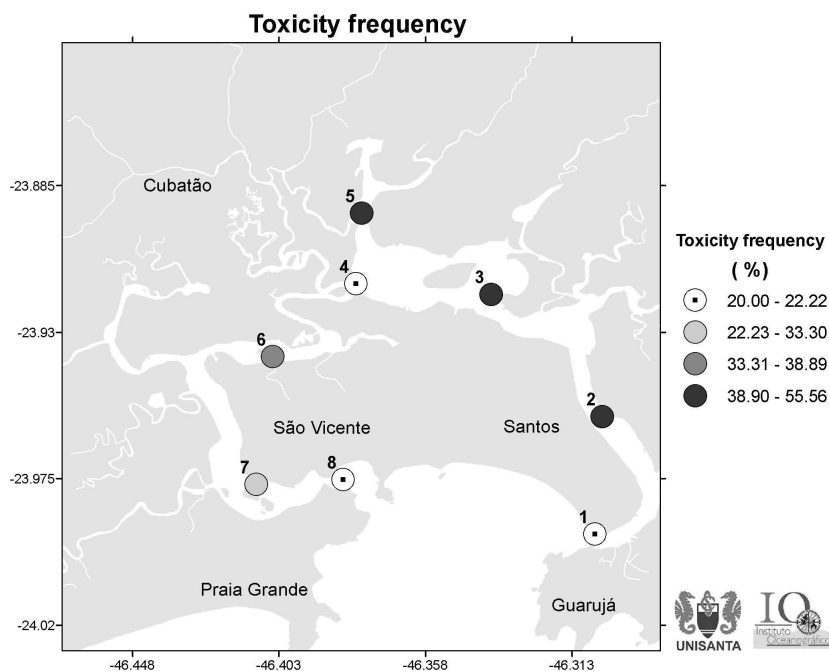 Toxicity frequency
-23.885
-23.93
-23.975
-24.02
-46.448
-46.403
-46.358
-46.313
Cubatão
São Vicente
Santos
Praia Grande
Guarujá
5
4
3
6
2
7
8
1
Toxicity frequency
( %)
20.00 - 22.22
22.23 - 33.30
33.31 - 38.89
38.90 - 55.56
UNISANTA
IO
Instituto
Oceanográfico